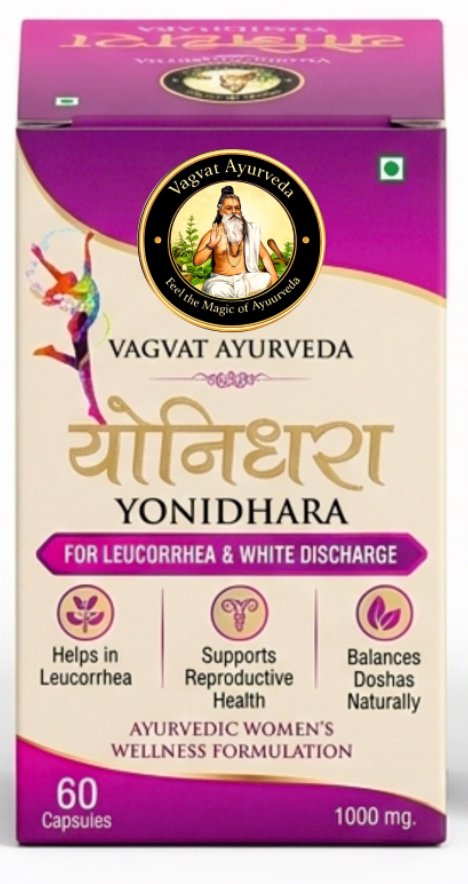 Vagvat Ayurveda
Feel the Magic of Ayuurveda
VAGVAT AYURVEDA
योनिधरा
YONIDHARA
FOR LEUCORRHEA & WHITE DISCHARGE
Helps in
Leucorrhea
Supports
Reproductive
Health
Balances
Doshas
Naturally
AYURVEDIC WOMEN'S
WELLNESS FORMULATION
60
Capsules
1000 mg.